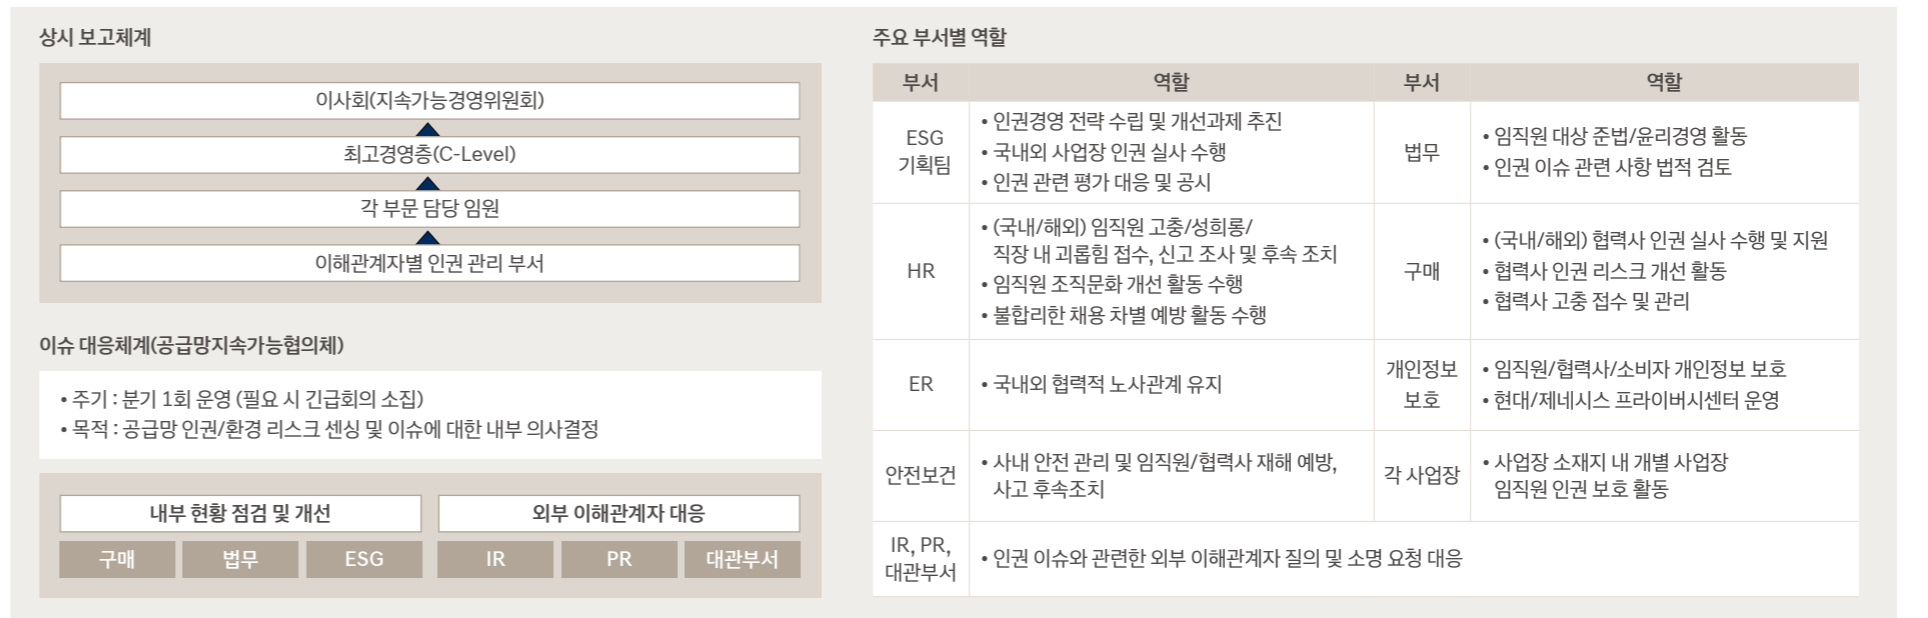 상시 보고체계
이사회(지속가능경영위원회)
최고경영층(C-Level)
각 부문 담당 임원
이해관계자별 인권 관리 부서
이슈 대응체계(공급망지속가능협의체)
• 주기 : 분기 1회 운영 (필요 시 긴급회의 소집)
• 목적 : 공급망 인권/환경 리스크 센싱 및 이슈에 대한 내부 의사결정
내부 현황 점검 및 개선
외부 이해관계자 대응
구매
법무
ESG
IR
PR
대관부서
주요 부서별 역할
부서
역할
부서
역할
ESG
기획팀
• 인권경영 전략 수립 및 개선과제 추진
• 국내외 사업장 인권 실사 수행
• 인권 관련 평가 대응 및 공시
법무
• 임직원 대상 준법/윤리경영 활동
• 인권 이슈 관련 사항 법적 검토
HR
• (국내/해외) 임직원 고충/성희롱/
직장 내 괴롭힘 접수, 신고 조사 및 후속 조치
• 임직원 조직문화 개선 활동 수행
• 불합리한 채용 차별 예방 활동 수행
구매
• (국내/해외) 협력사 인권 실사 수행 및 지원
• 협력사 인권 리스크 개선 활동
• 협력사 고충 접수 및 관리
ER
• 국내외 협력적 노사관계 유지
개인정보
보호
• 임직원/협력사/소비자 개인정보 보호
• 현대/제네시스 프라이버시센터 운영
안전보건
• 사내 안전 관리 및 임직원/협력사 재해 예방,
사고 후속조치
각 사업장
• 사업장 소재지 내 개별 사업장
임직원 인권 보호 활동
IR, PR,
대관부서
• 인권 이슈와 관련한 외부 이해관계자 질의 및 소명 요청 대응